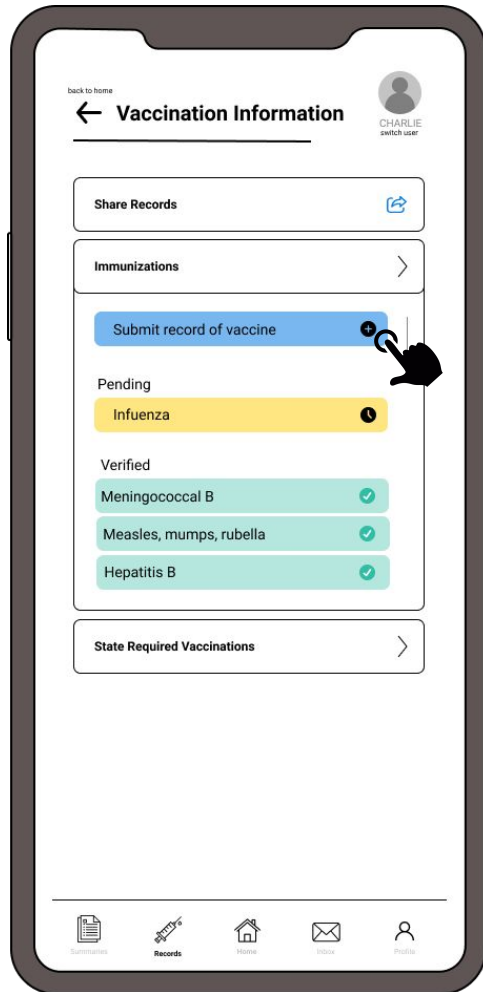 back to home
Vaccination Information
CHARLIE
switch user
Share Records
Immunizations
Submit record of vaccine
Pending
Infuenza
Verified
Meningococcal B
Measles, mumps, rubella
Hepatitis B
State Required Vaccinations
Summaries Records Home Inbox Profile